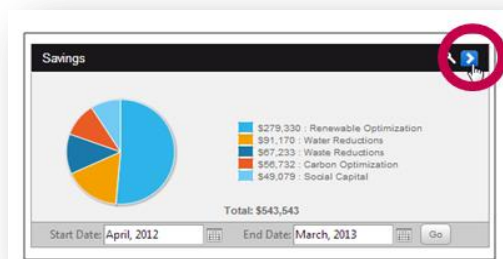 Savings
$279,330 : Renewable Optimization
$91,170 : Water Reductions
$67,233 : Waste Reductions
$56,732 : Carbon Optimization
$49,079 : Social Capital
Total: $543,543
Start Date: April, 2012 End Date: March, 2013 Go